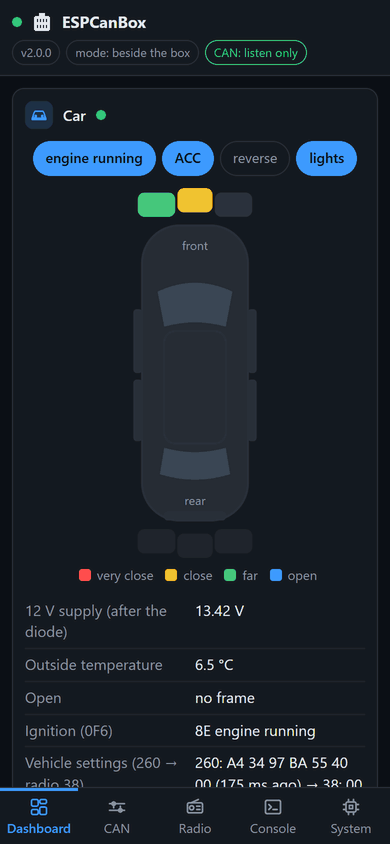 ESPCanBox
v2.0.0 mode: beside the box CAN: listen only
Car
engine running ACC reverse lights
front
rear
very close close far open
12 V supply (after the diode) 13.42 V
Outside temperature 6.5 °C
Open no frame
Ignition (0F6) 8E engine running
Vehicle settings (260 → 260: A4 34 97 BA 55 40
radio 38) 00 (175 ms ago) → 38: 00
Dashboard CAN Radio Console System